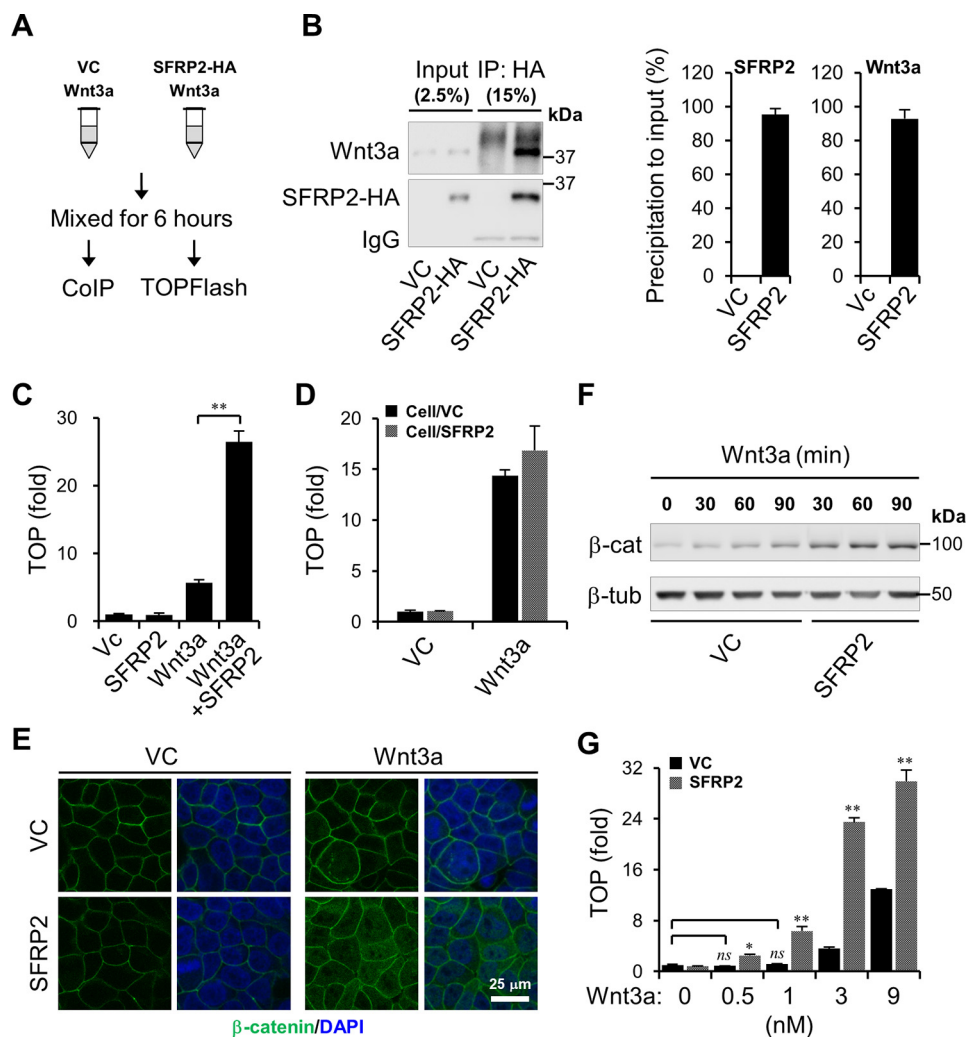 A
VC
Wnt3a
SFRP2-HA
Wnt3a
Mixed for 6 hours
CoIP
TOPFlash
B
Input
(2.5%)
IP: HA
(15%)
kDa
Wnt3a
37
37
SFRP2-HA
IgG
VC
SFRP2-HA
VC
SFRP2-HA
Precipitation to input (%)
SFRP2
120
100
80
60
40
20
0
VC
SFRP2
Wnt3a
120
100
80
60
40
20
0
Vc
SFRP2
C
TOP (fold)
30
20
10
0
**
Vc
SFRP2
Wnt3a
Wnt3a
+SFRP2
D
TOP (fold)
20
15
10
5
0
Cell/VC
Cell/SFRP2
VC
Wnt3a
F
Wnt3a (min)
0 30 60 90 30 60 90
kDa
β-cat
100
β-tub
50
VC
SFRP2
E
VC
Wnt3a
VC
SFRP2
25 µm
β-catenin/DAPI
G
TOP (fold)
32
24
16
8
0
VC
SFRP2
ns
*
ns
**
**
**
Wnt3a: 0 0.5 1 3 9
(nM)